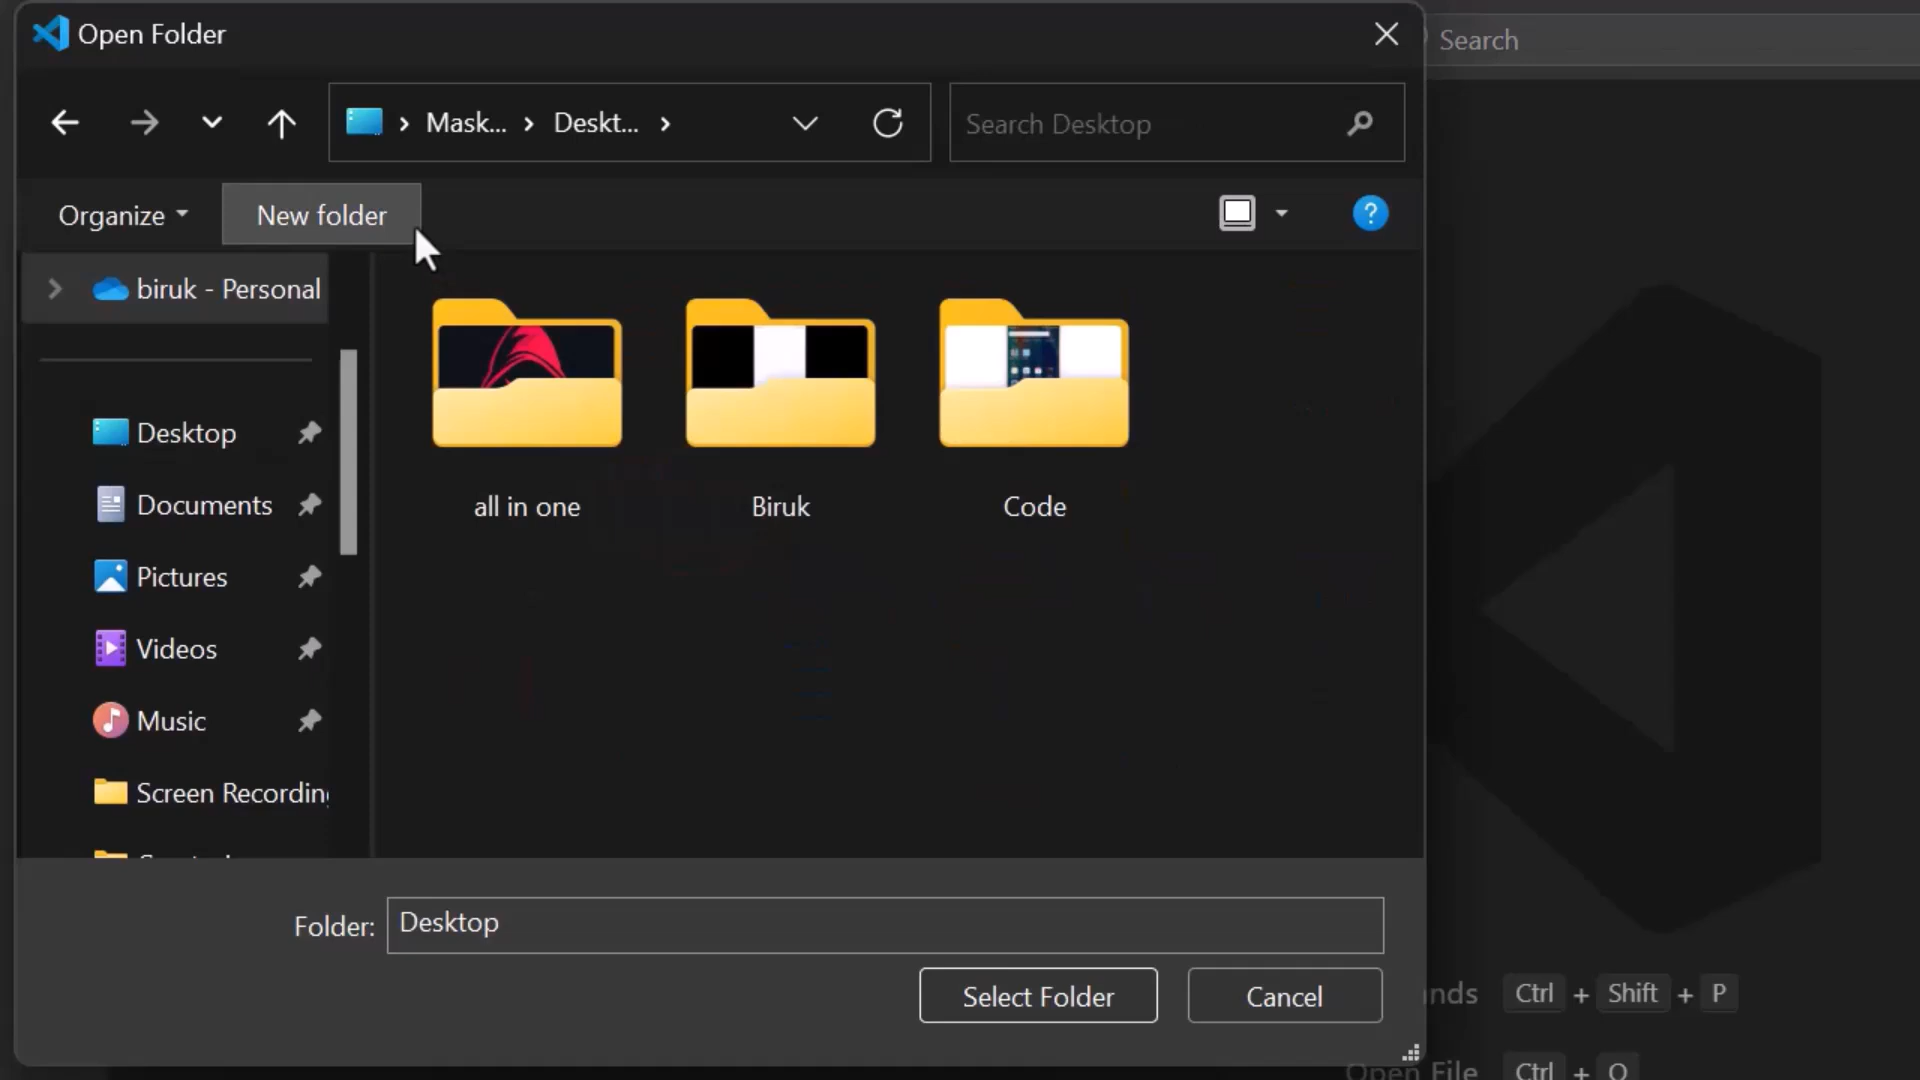 Open Folder
Search
Mask... > Deskt... >
Search Desktop
Organize
New folder
?
biruk - Personal
Desktop
Documents
Pictures
Videos
Music
Screen Recording
all in one
Biruk
Code
Folder: Desktop
Select Folder
Cancel
nds Ctrl + Shift + P
Open File Ctrl + O